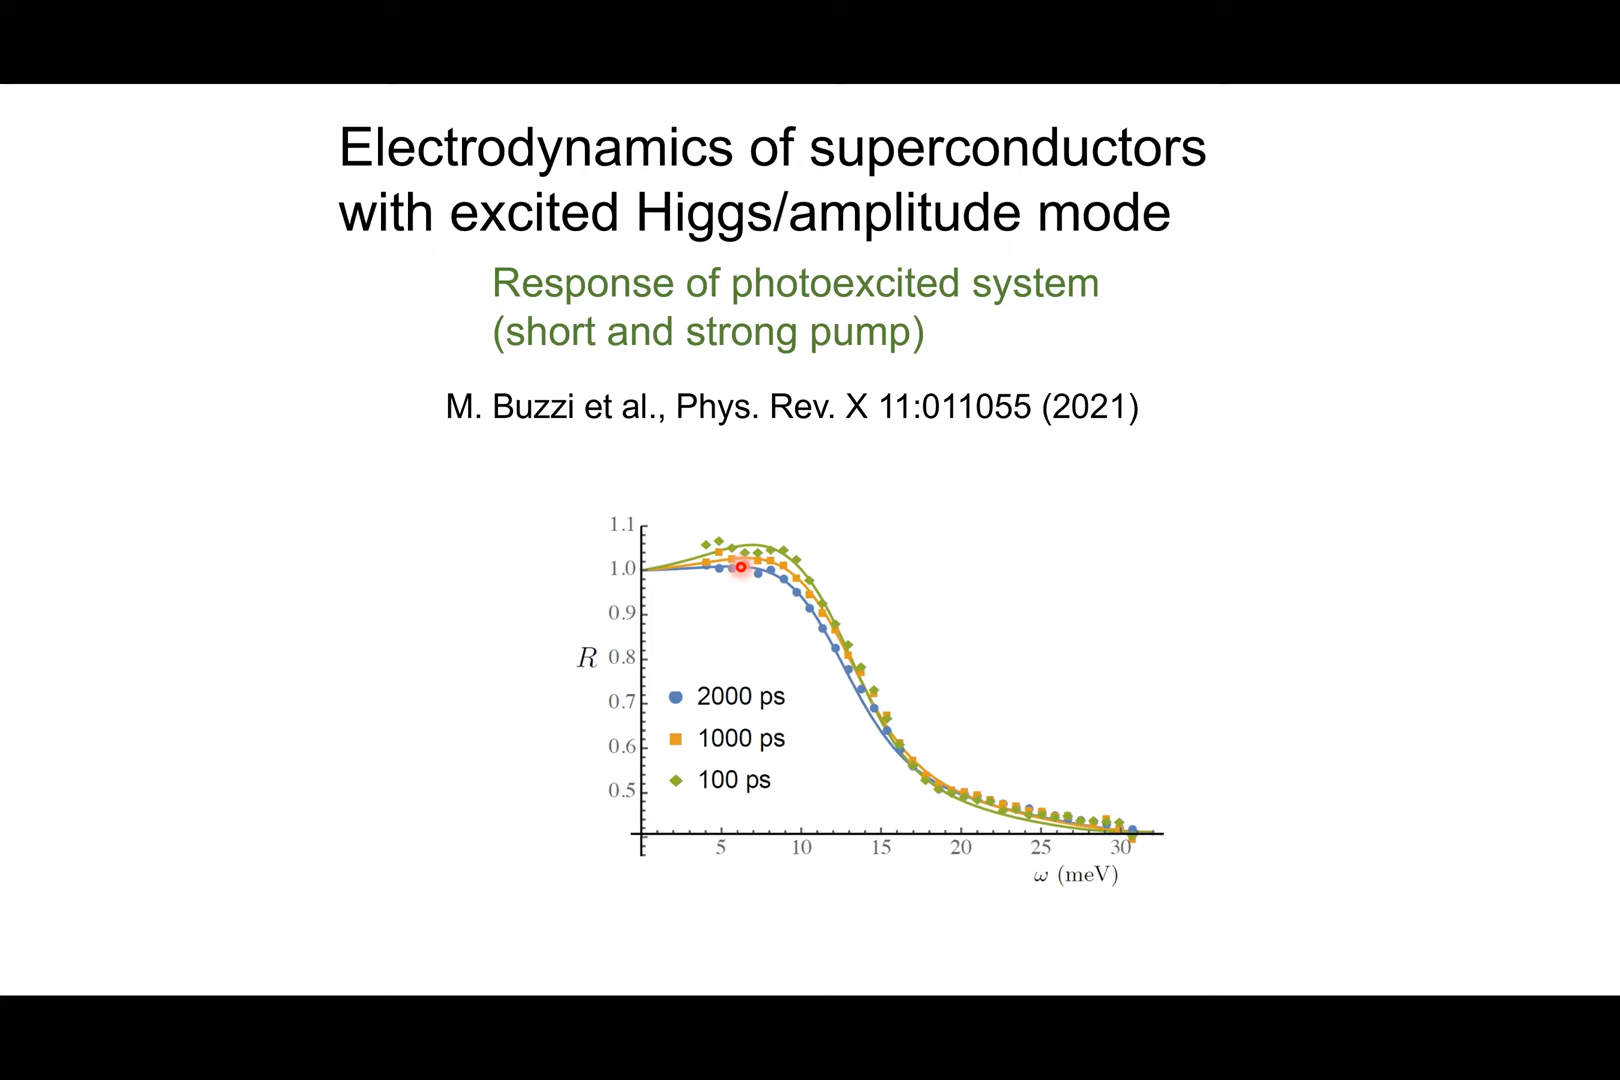 Electrodynamics of superconductors
with excited Higgs/amplitude mode
Response of photoexcited system
(short and strong pump)
M. Buzzi et al., Phys. Rev. X 11:011055 (2021)
1.1
1.0
0.9
R 0.8
0.7
2000 ps
0.6
1000 ps
0.5
100 ps
5 10 15 20 25 30
ω (meV)